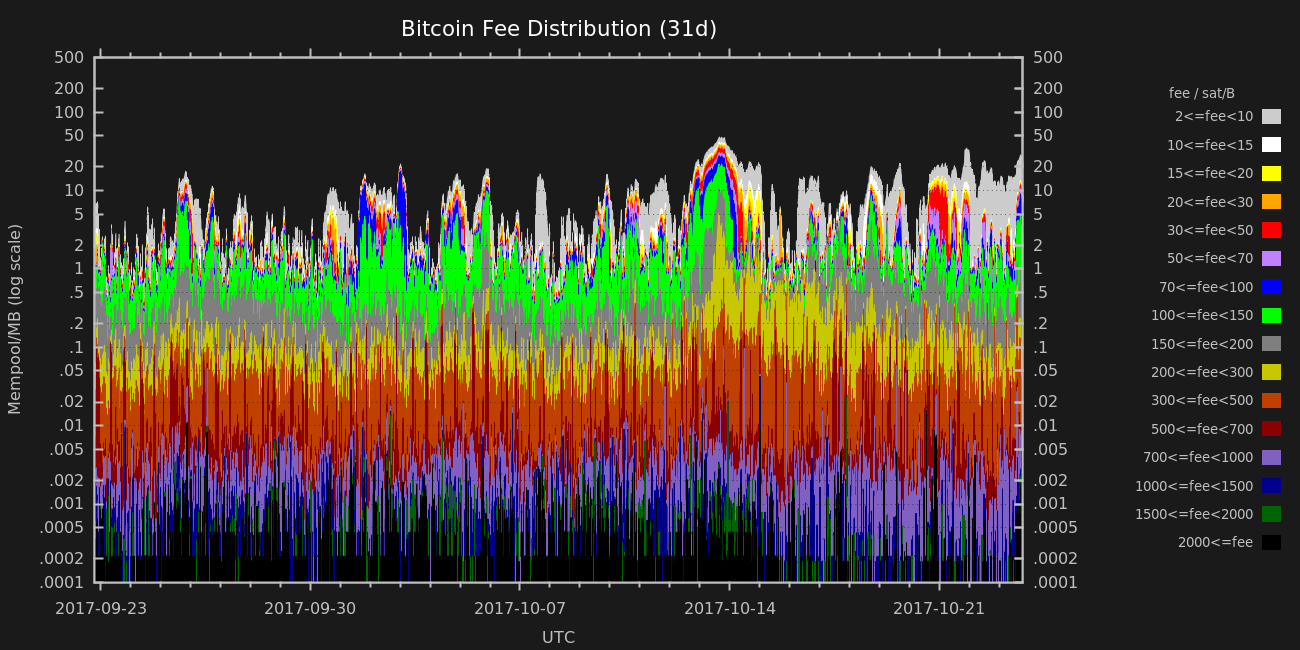 Bitcoin Fee Distribution (31d)
Mempool/MB (log scale)
500
200
100
50
20
10
5
2
1
.5
.2
.1
.05
.02
.01
.005
.002
.001
.0005
.0002
.0001
500
200
100
50
20
10
5
2
1
.5
.2
.1
.05
.02
.01
.005
.002
.001
.0005
.0002
.0001
2017-09-23 2017-09-30 2017-10-07 2017-10-14 2017-10-21
UTC
fee / sat/B
2<=fee<10
10<=fee<15
15<=fee<20
20<=fee<30
30<=fee<50
50<=fee<70
70<=fee<100
100<=fee<150
150<=fee<200
200<=fee<300
300<=fee<500
500<=fee<700
700<=fee<1000
1000<=fee<1500
1500<=fee<2000
2000<=fee